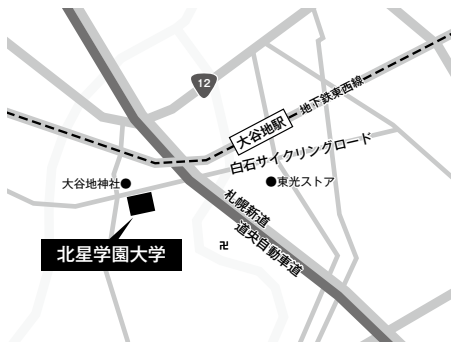 12
地下鉄東西線
大谷地駅
白石サイクリングロード
大谷地神社
東光ストア
札幌新道
道央自動車道
卍
北星学園大学